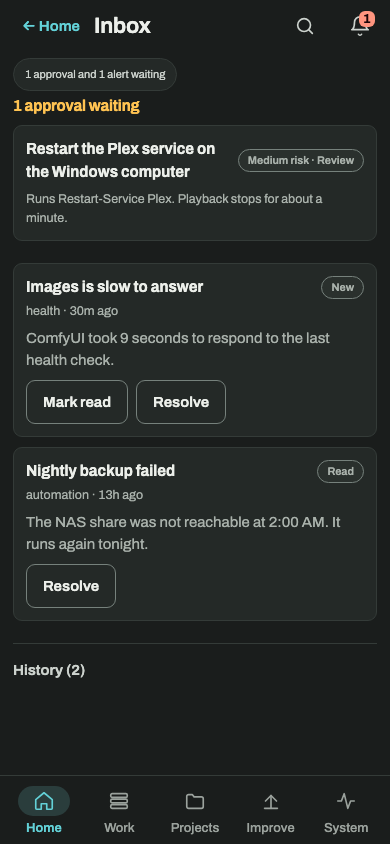 ← Home Inbox 1
1 approval and 1 alert waiting
1 approval waiting
Restart the Plex service on
the Windows computer
Medium risk · Review
Runs Restart-Service Plex. Playback stops for about a
minute.
Images is slow to answer
New
health · 30m ago
ComfyUI took 9 seconds to respond to the last
health check.
Mark read Resolve
Nightly backup failed
Read
automation · 13h ago
The NAS share was not reachable at 2:00 AM. It
runs again tonight.
Resolve
History (2)
Home Work Projects Improve System